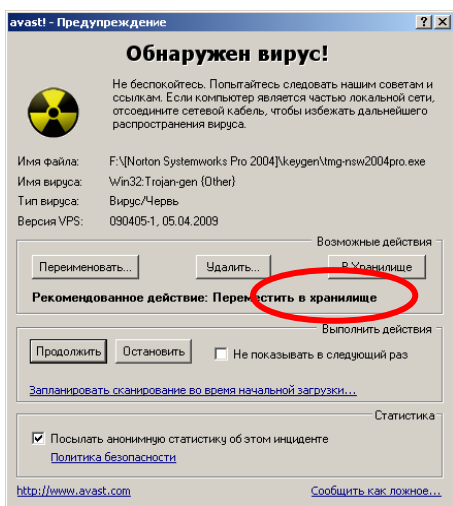 avast! - Предупреждение
Обнаружен вирус!
Не беспокойтесь. Попытайтесь следовать нашим советам и
ссылкам. Если компьютер является частью локальной сети,
отсоедините сетевой кабель, чтобы избежать дальнейшего
распространения вируса.
Имя файла: F:\[Norton Systemworks Pro 2004]\keygen\tmg-nsw2004pro.exe
Имя вируса: Win32:Trojan-gen {Other}
Тип вируса: Вирус/Червь
Версия VPS: 090405-1, 05.04.2009
Возможные действия
Переименовать... Удалить... В Хранилище
Рекомендованное действие: Переместить в хранилище
Выполнить действия
Продолжить Остановить Не показывать в следующий раз
Запланировать сканирование во время начальной загрузки...
Статистика
Посылать анонимную статистику об этом инциденте
Политика безопасности
http://www.avast.com Сообщить как ложное...